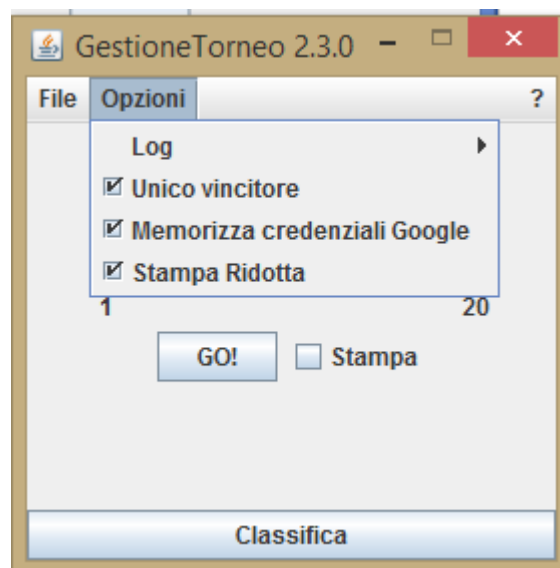 GestioneTorneo 2.3.0
File Opzioni ?
Log
Unico vincitore
Memorizza credenziali Google
Stampa Ridotta
1 20
GO! Stampa
Classifica